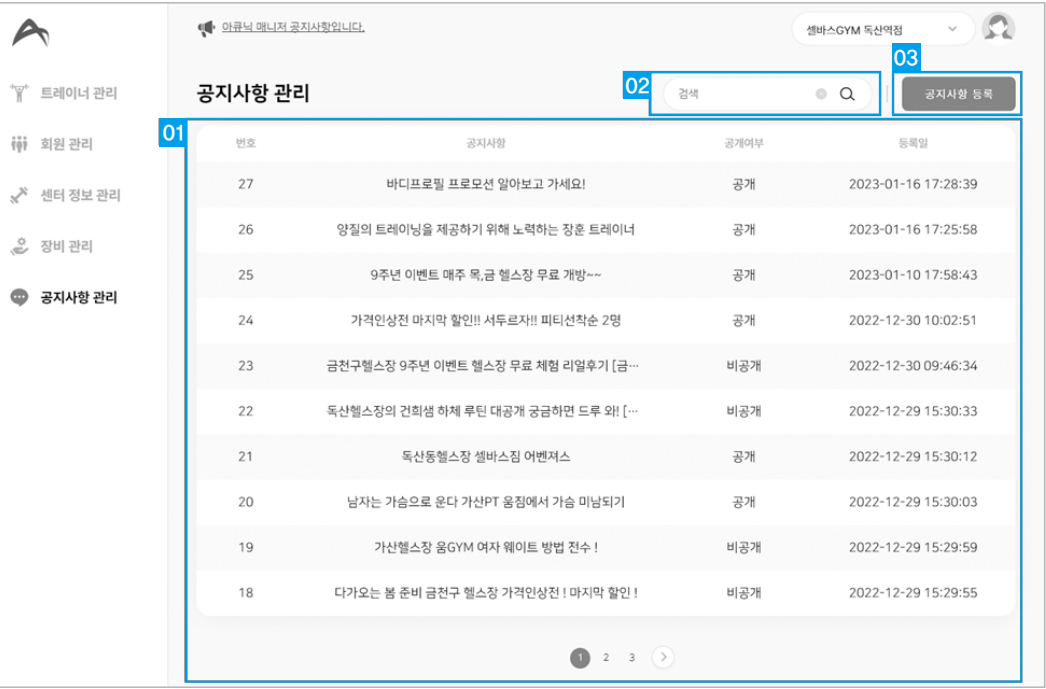 아큐닉 매니저 공지사항입니다.
셀바스GYM 독산역점
트레이너 관리
회원 관리
센터 정보 관리
장비 관리
공지사항 관리
공지사항 관리
02
검색
03
공지사항 등록
01
번호 공지사항 공개여부 등록일
27 바디프로필 프로모션 알아보고 가세요! 공개 2023-01-16 17:28:39
26 양질의 트레이닝을 제공하기 위해 노력하는 장훈 트레이너 공개 2023-01-16 17:25:58
25 9주년 이벤트 매주 목,금 헬스장 무료 개방~~ 공개 2023-01-10 17:58:43
24 가격인상전 마지막 할인!! 서두르자!! 피티선착순 2명 공개 2022-12-30 10:02:51
23 금천구헬스장 9주년 이벤트 헬스장 무료 체험 리얼후기 [금… 비공개 2022-12-30 09:46:34
22 독산헬스장의 건희샘 하체 루틴 대공개 궁금하면 드루 와! [… 비공개 2022-12-29 15:30:33
21 독산동헬스장 셀바스짐 어벤져스 공개 2022-12-29 15:30:12
20 남자는 가슴으로 운다 가산PT 움짐에서 가슴 미남되기 공개 2022-12-29 15:30:03
19 가산헬스장 움GYM 여자 웨이트 방법 전수 ! 비공개 2022-12-29 15:29:59
18 다가오는 봄 준비 금천구 헬스장 가격인상전 ! 마지막 할인 ! 비공개 2022-12-29 15:29:55
1 2 3